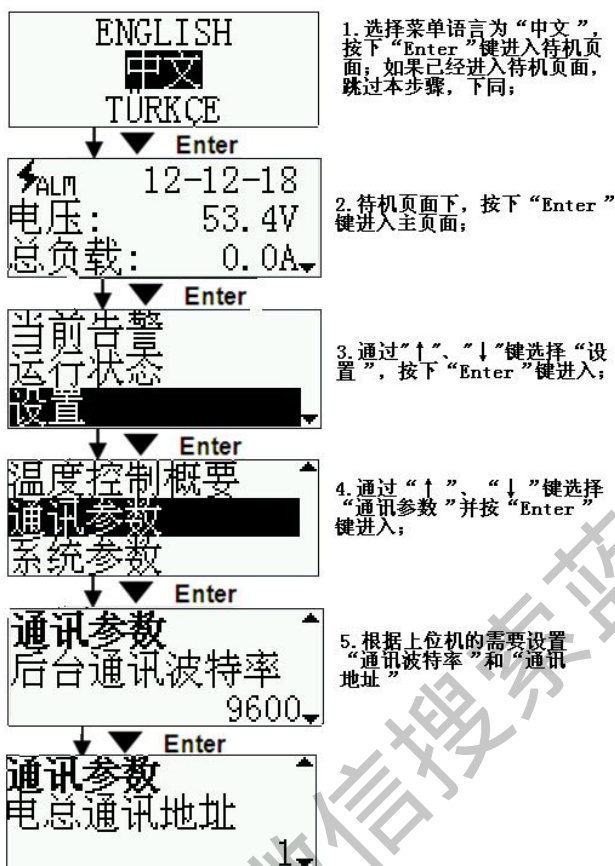 ENGLISH
中文
TÜRKÇE
1.选择菜单语言为“中文”，
按下“Enter”键进入待机页
面；如果已经进入待机页面，
跳过本步骤，下同；
Enter
ALM 12-12-18
电压： 53.4V
总负载： 0.0A
2.待机页面下，按下“Enter”
键进入主页面；
Enter
当前告警
运行状态
设置
3.通过"↑"、"↓"键选择“设
置”，按下“Enter”键进入；
Enter
温度控制概要
通讯参数
系统参数
4.通过“↑”、“↓”键选择
“通讯参数”并按“Enter”
键进入；
Enter
通讯参数
后台通讯波特率
9600
5.根据上位机的需要设置
“通讯波特率”和“通讯
地址”
Enter
通讯参数
电总通讯地址
1
微信搜索蓝